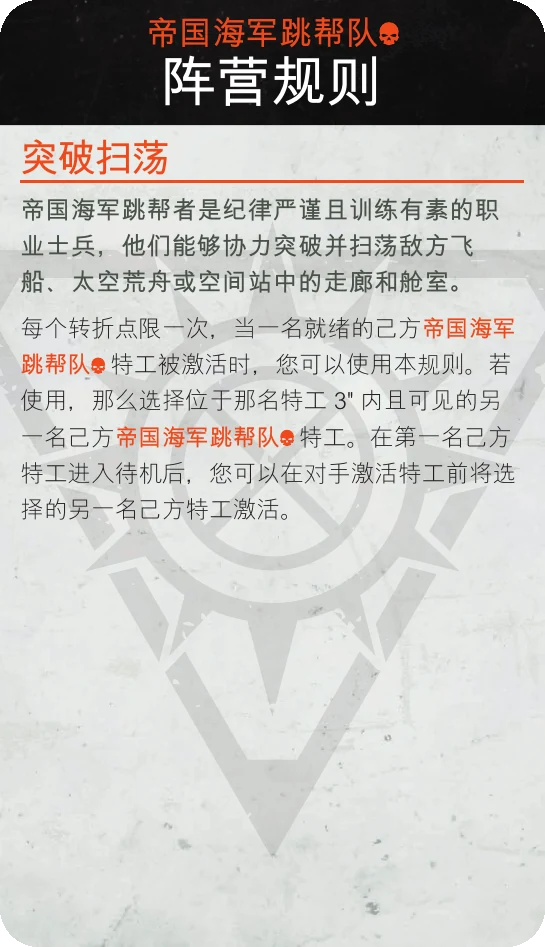 帝国海军跳帮队
阵营规则
突破扫荡
帝国海军跳帮者是纪律严谨且训练有素的职
业士兵，他们能够协力突破并扫荡敌方飞
船、太空荒舟或空间站中的走廊和舱室。
每个转折点限一次，当一名就绪的己方帝国海军
跳帮队特工被激活时，您可以使用本规则。若
使用，那么选择位于那名特工 3" 内且可见的另
一名己方帝国海军跳帮队特工。在第一名己方
特工进入待机后，您可以在对手激活特工前将选
择的另一名己方特工激活。